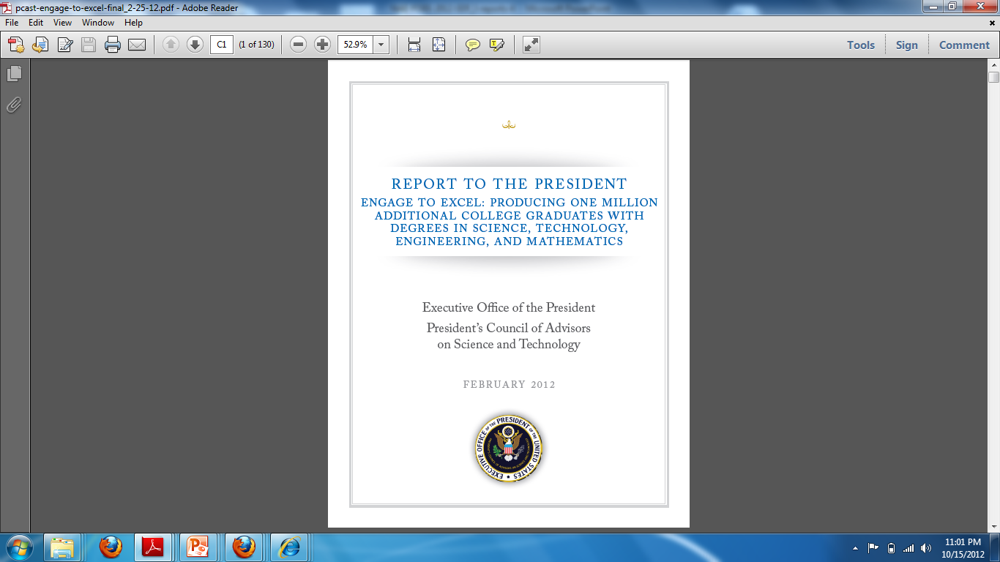 pcast-engage-to-excel-final_2-25-12.pdf - Adobe Reader
File Edit View Window Help
C1 (1 of 130) 52.9% Tools Sign Comment
REPORT TO THE PRESIDENT
ENGAGE TO EXCEL: PRODUCING ONE MILLION
ADDITIONAL COLLEGE GRADUATES WITH
DEGREES IN SCIENCE, TECHNOLOGY,
ENGINEERING, AND MATHEMATICS
Executive Office of the President
President's Council of Advisors
on Science and Technology
FEBRUARY 2012
EXECUTIVE OFFICE OF THE PRESIDENT OF THE UNITED STATES
11:01 PM
10/15/2012